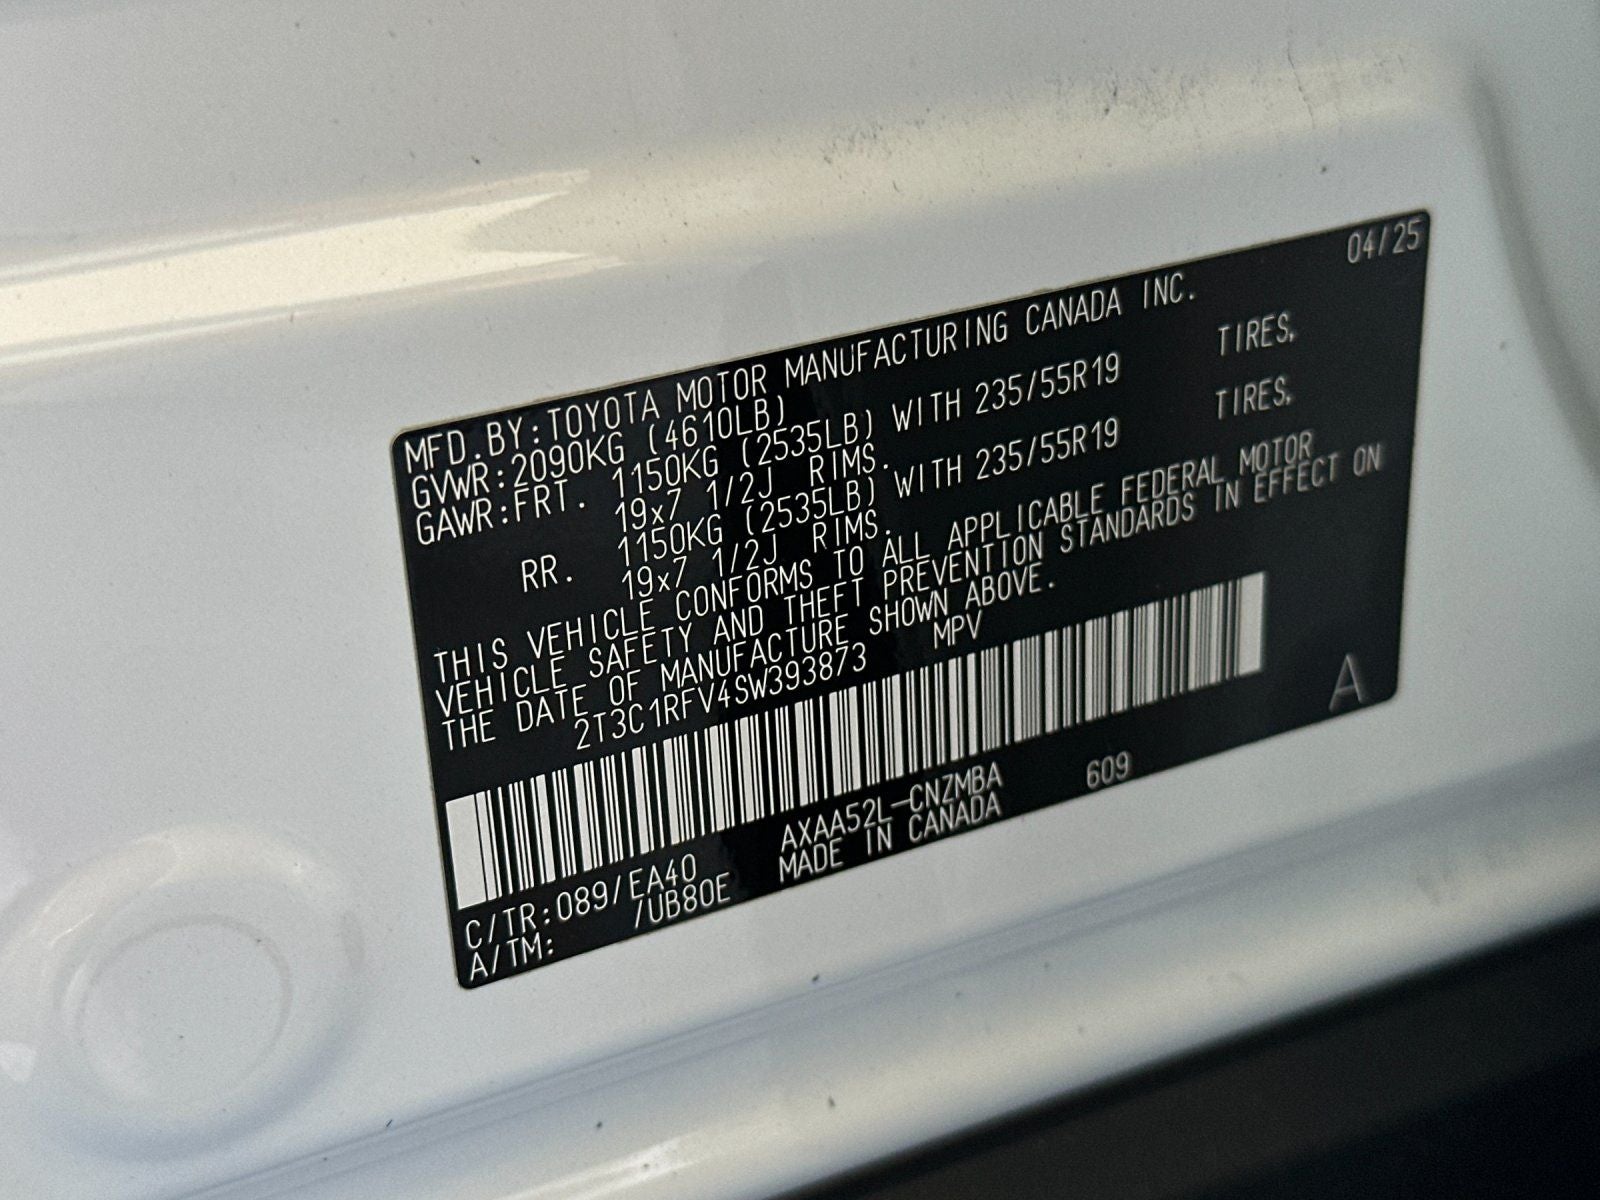 04/25
MFD.BY:TOYOTA MOTOR MANUFACTURING CANADA INC.
GVWR:2090KG (4610LB)
GAWR:FRT. 1150KG (2535LB) WITH 235/55R19 TIRES,
19x7 1/2J RIMS.
RR. 1150KG (2535LB) WITH 235/55R19 TIRES,
19x7 1/2J RIMS.
THIS VEHICLE CONFORMS TO ALL APPLICABLE FEDERAL MOTOR
VEHICLE SAFETY AND THEFT PREVENTION STANDARDS IN EFFECT ON
THE DATE OF MANUFACTURE SHOWN ABOVE.
2T3C1RFV4SW393873 MPV
A
C/TR:089/EA40 AXAA52L-CNZMBA 609
A/TM: /UB80E MADE IN CANADA